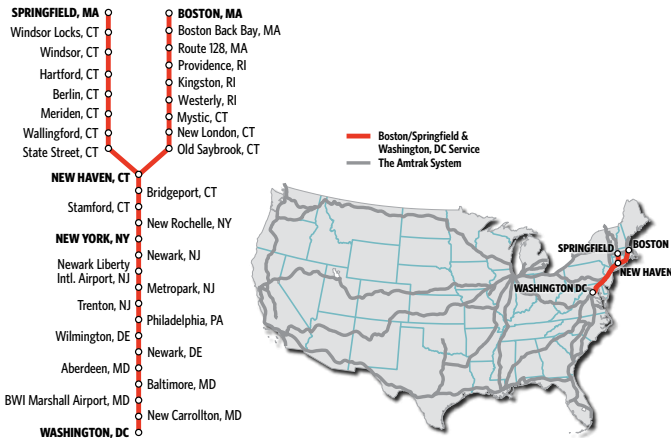 SPRINGFIELD, MA
Windsor Locks, CT
Windsor, CT
Hartford, CT
Berlin, CT
Meriden, CT
Wallingford, CT
State Street, CT
BOSTON, MA
Boston Back Bay, MA
Route 128, MA
Providence, RI
Kingston, RI
Westerly, RI
Mystic, CT
New London, CT
Old Saybrook, CT
NEW HAVEN, CT
Bridgeport, CT
Stamford, CT
New Rochelle, NY
NEW YORK, NY
Newark, NJ
Newark Liberty
Intl. Airport, NJ
Metropark, NJ
Trenton, NJ
Philadelphia, PA
Wilmington, DE
Newark, DE
Aberdeen, MD
Baltimore, MD
BWI Marshall Airport, MD
New Carrollton, MD
WASHINGTON, DC
Boston/Springfield &
Washington, DC Service
The Amtrak System
SPRINGFIELD
BOSTON
NEW HAVEN
WASHINGTON DC